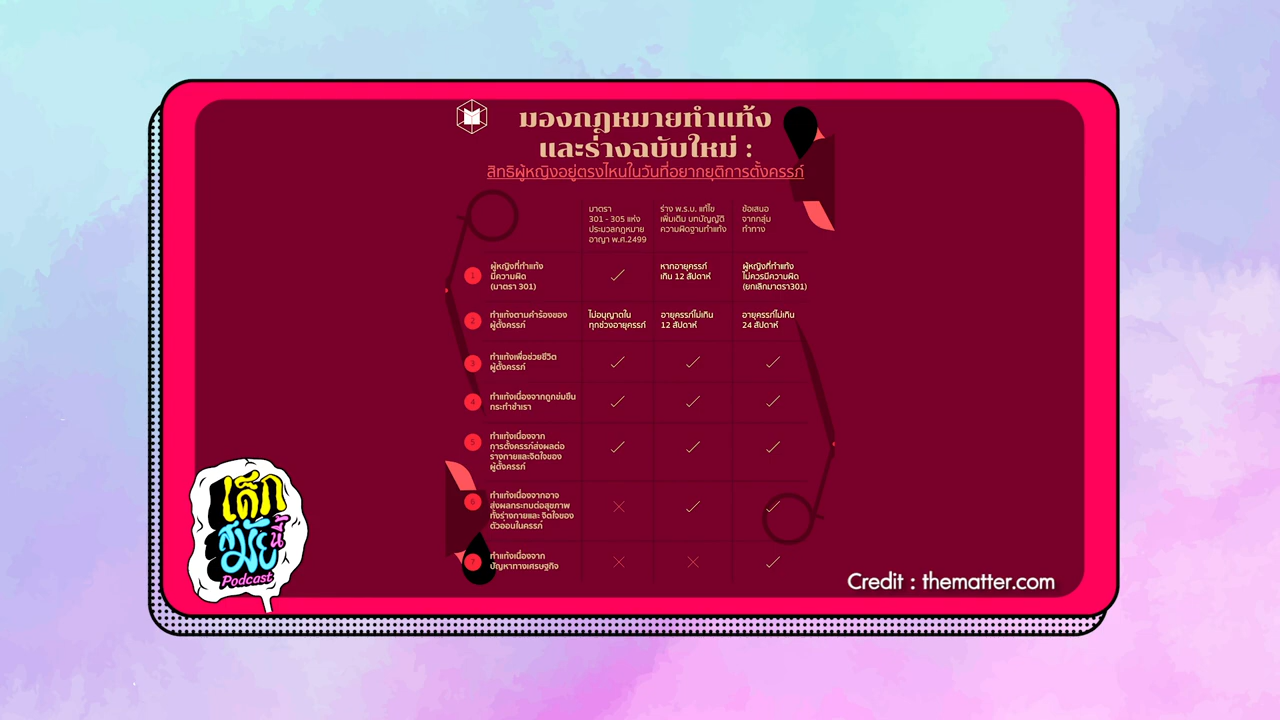 มองกฎหมายทำแท้ง
และร่างฉบับใหม่ :
สิทธิผู้หญิงอยู่ตรงไหนในวันที่อยากยุติการตั้งครรภ์
มาตรา
301 - 305 แห่ง
ประมวลกฎหมาย
อาญา พ.ศ.2499
ร่าง พ.ร.บ. แก้ไข
เพิ่มเติม บทบัญญัติ
ความผิดฐานทำแท้ง
ข้อเสนอ
จากกลุ่ม
ทำทาง
1
ผู้หญิงที่ทำแท้ง
มีความผิด
(มาตรา 301)
หากอายุครรภ์
เกิน 12 สัปดาห์
ผู้หญิงที่ทำแท้ง
ไม่ควรมีความผิด
(ยกเลิกมาตรา301)
2
ทำแท้งตามคำร้องของ
ผู้ตั้งครรภ์
ไม่อนุญาตใน
ทุกช่วงอายุครรภ์
อายุครรภ์ไม่เกิน
12 สัปดาห์
อายุครรภ์ไม่เกิน
24 สัปดาห์
3
ทำแท้งเพื่อช่วยชีวิต
ผู้ตั้งครรภ์
4
ทำแท้งเนื่องจากถูกข่มขืน
กระทำชำเรา
5
ทำแท้งเนื่องจาก
การตั้งครรภ์ส่งผลต่อ
ร่างกายและจิตใจของ
ผู้ตั้งครรภ์
6
ทำแท้งเนื่องจากอาจ
ส่งผลกระทบต่อสุขภาพ
ทั้งร่างกายและ จิตใจของ
ตัวอ่อนในครรภ์
7
ทำแท้งเนื่องจาก
ปัญหาทางเศรษฐกิจ
เด็ก
สมัยนี้
Podcast
Credit : thematter.com